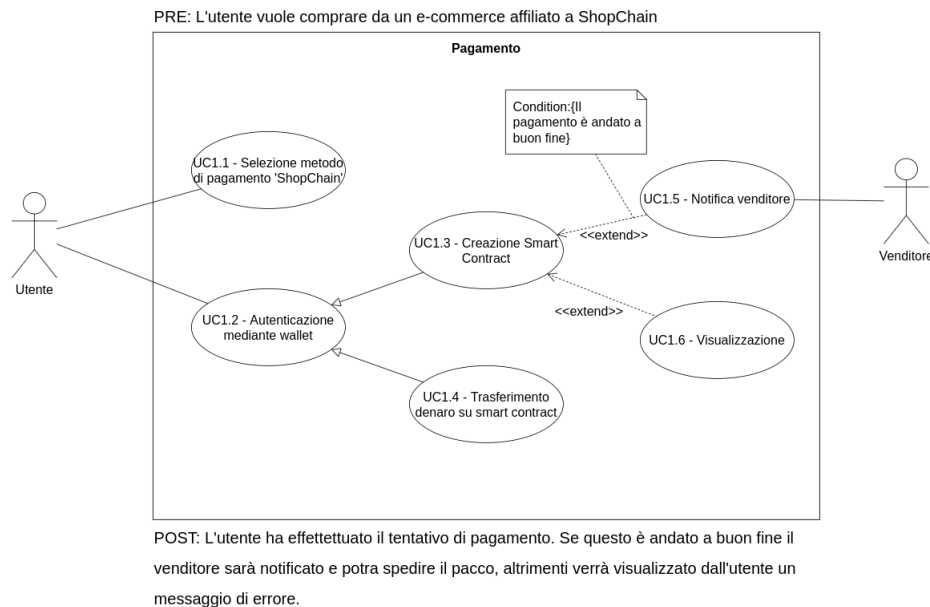 PRE: L'utente vuole comprare da un e-commerce affiliato a ShopChain
Pagamento
Condition:{Il
pagamento è andato a
buon fine}
UC1.1 - Selezione metodo
di pagamento 'ShopChain'
UC1.5 - Notifica venditore
<<extend>>
UC1.3 - Creazione Smart
Contract
Venditore
Utente
<<extend>>
UC1.2 - Autenticazione
mediante wallet
UC1.6 - Visualizzazione
UC1.4 - Trasferimento
denaro su smart contract
POST: L'utente ha effettettuato il tentativo di pagamento. Se questo è andato a buon fine il
venditore sarà notificato e potra spedire il pacco, altrimenti verrà visualizzato dall'utente un
messaggio di errore.